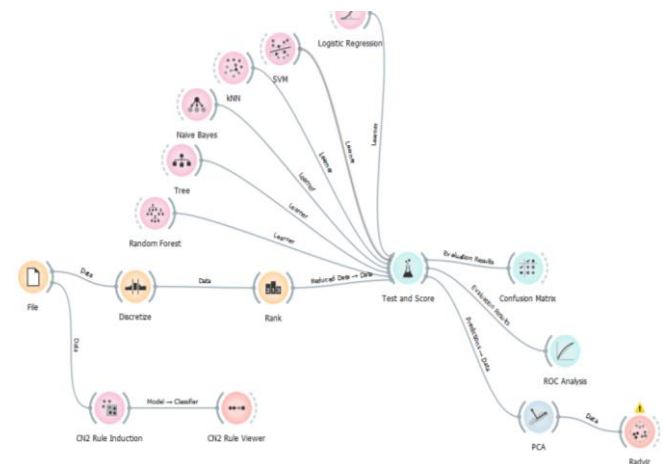 Logistic Regression
SVM
kNN
Naive Bayes
Tree
Random Forest
Learner
Learner
Learner
Learner
Learner
Learner
File
Data
Discretize
Data
Rank
Reduced Data → Data
Test and Score
Evaluation Results
Confusion Matrix
Evaluation Results
ROC Analysis
Predictions → Data
PCA
Data
Radviz
Data
CN2 Rule Induction
Model → Classifier
CN2 Rule Viewer